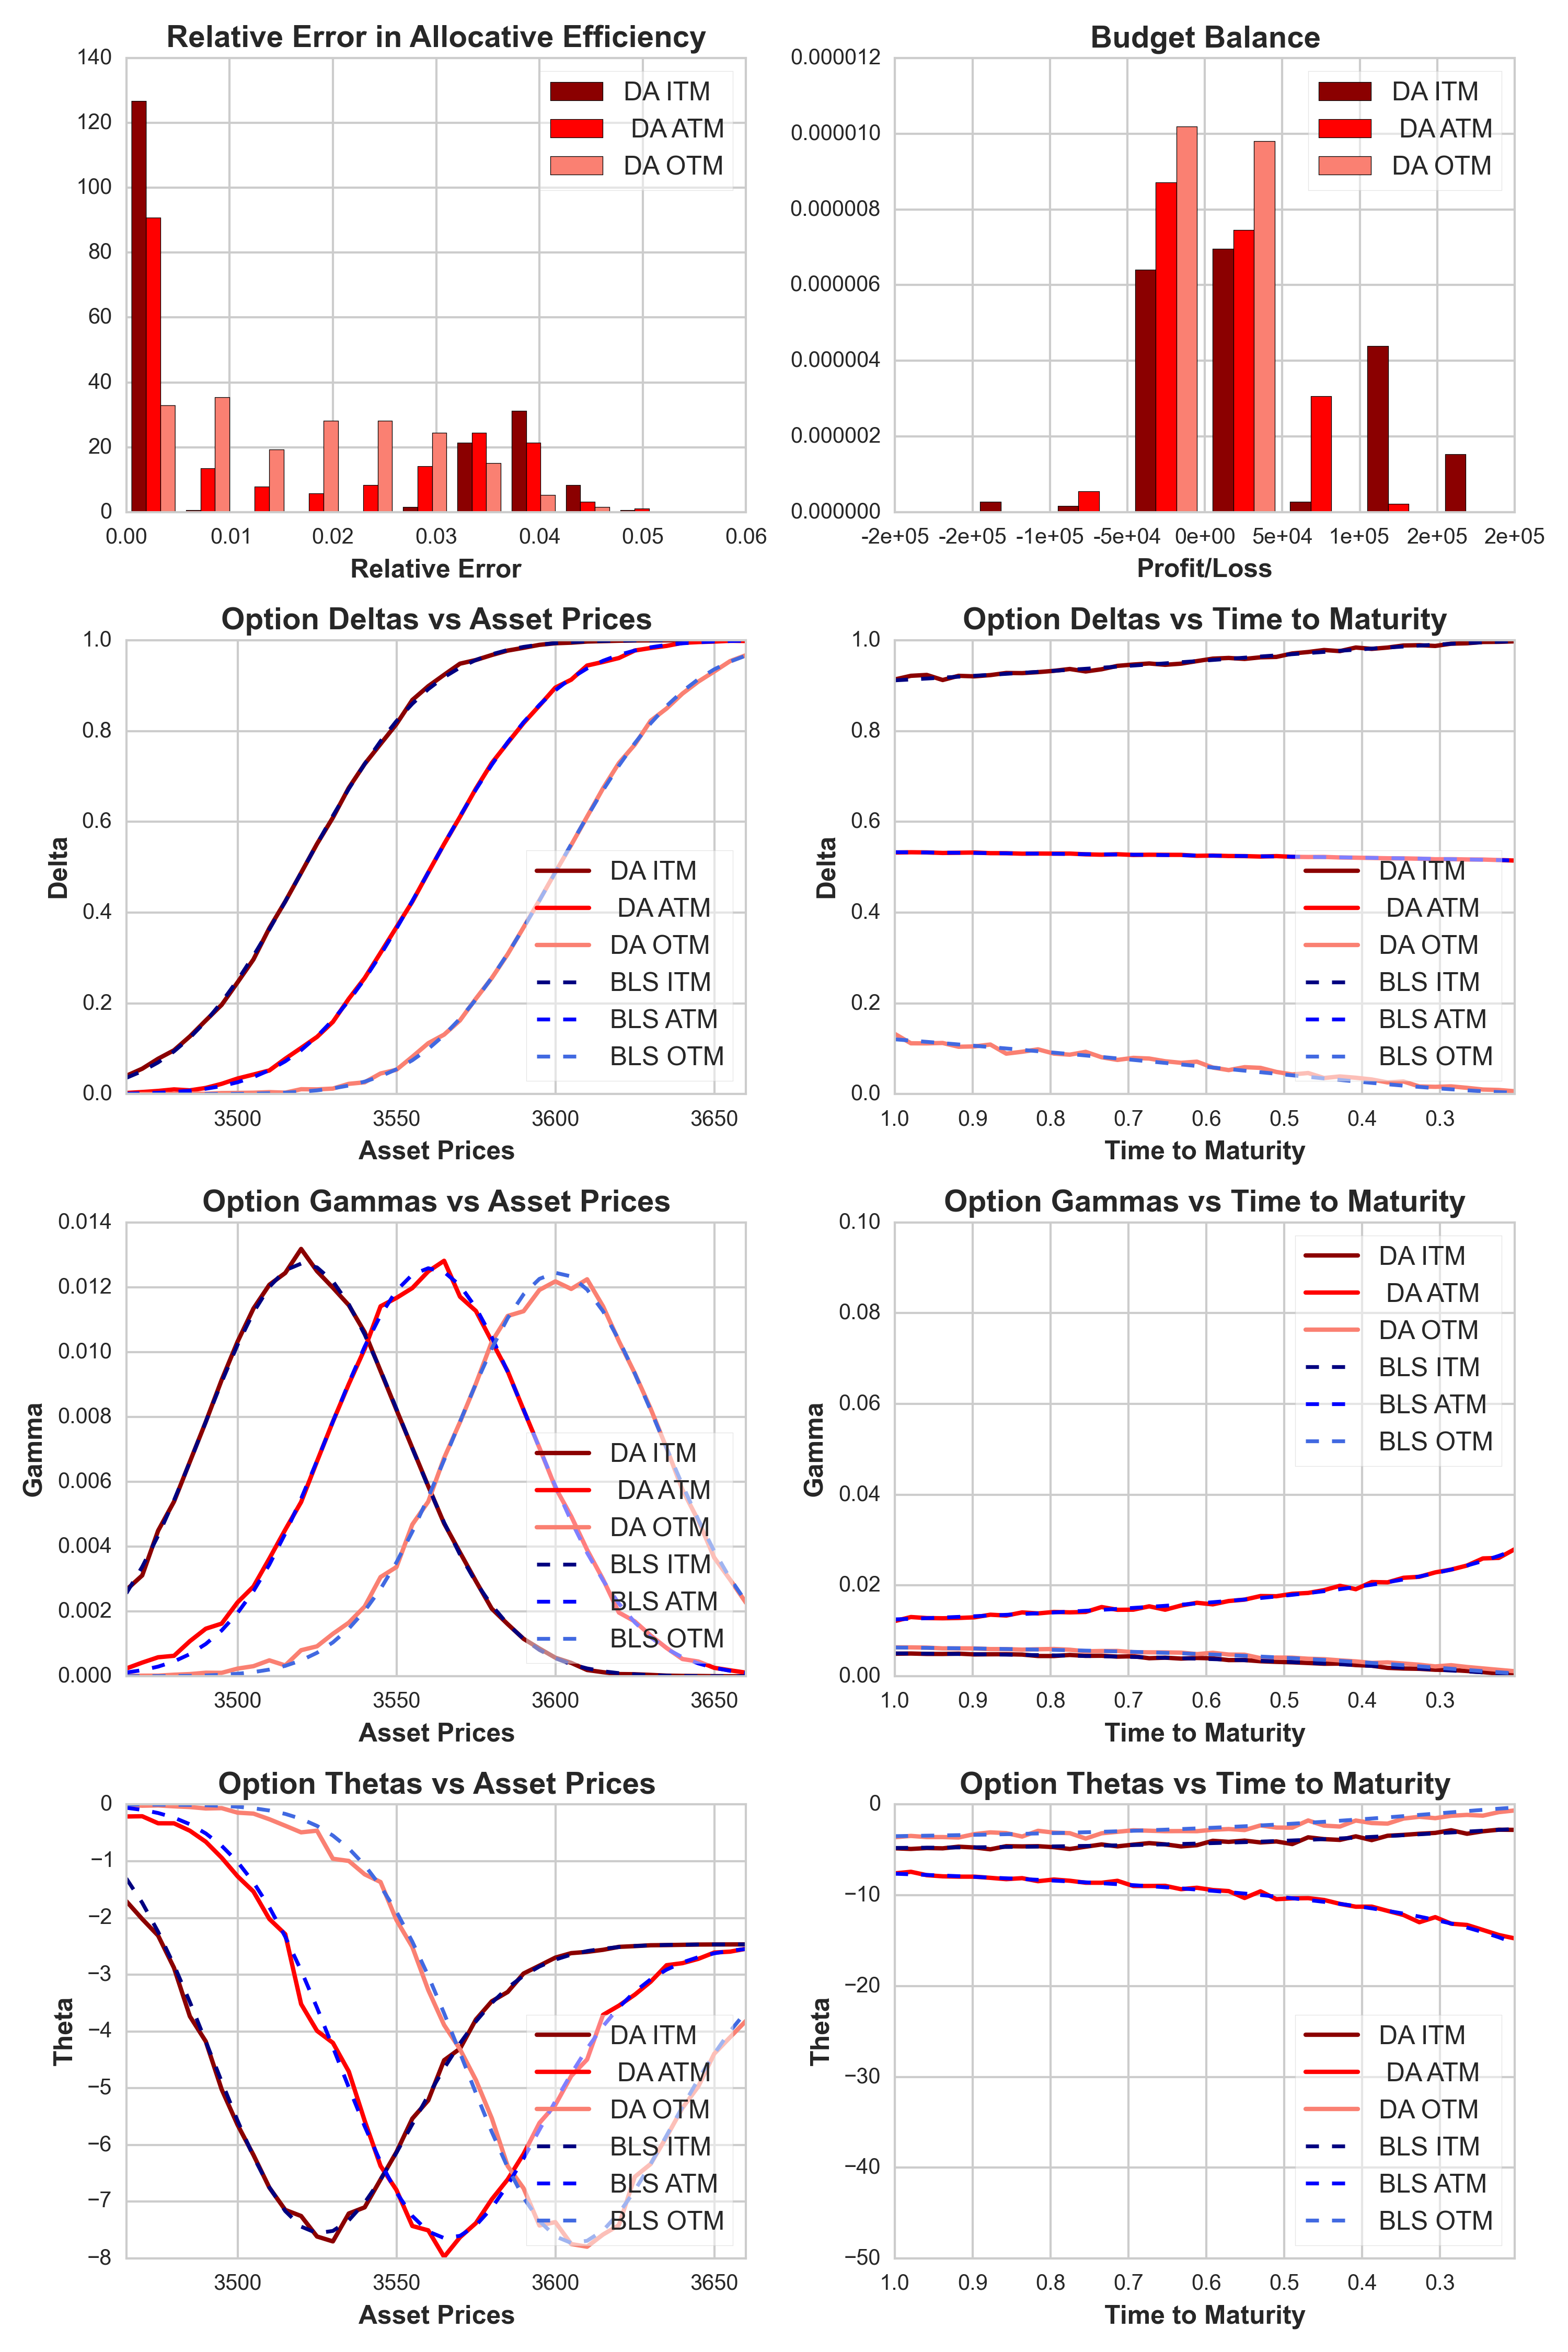 Relative Error in Allocative Efficiency
140
120
100
80
60
40
20
0
0.00 0.01 0.02 0.03 0.04 0.05 0.06
Relative Error
DA ITM
DA ATM
DA OTM
Budget Balance
0.000012
0.000010
0.000008
0.000006
0.000004
0.000002
0.000000
-2e+05 -2e+05 -1e+05 -5e+04 0e+00 5e+04 1e+05 2e+05 2e+05
Profit/Loss
DA ITM
DA ATM
DA OTM
Option Deltas vs Asset Prices
1.0
0.8
0.6
0.4
0.2
0.0
Delta
3500 3550 3600 3650
Asset Prices
DA ITM
DA ATM
DA OTM
BLS ITM
BLS ATM
BLS OTM
Option Deltas vs Time to Maturity
1.0
0.8
0.6
0.4
0.2
0.0
Delta
1.0 0.9 0.8 0.7 0.6 0.5 0.4 0.3
Time to Maturity
DA ITM
DA ATM
DA OTM
BLS ITM
BLS ATM
BLS OTM
Option Gammas vs Asset Prices
0.014
0.012
0.010
0.008
0.006
0.004
0.002
0.000
Gamma
3500 3550 3600 3650
Asset Prices
DA ITM
DA ATM
DA OTM
BLS ITM
BLS ATM
BLS OTM
Option Gammas vs Time to Maturity
0.10
0.08
0.06
0.04
0.02
0.00
Gamma
1.0 0.9 0.8 0.7 0.6 0.5 0.4 0.3
Time to Maturity
DA ITM
DA ATM
DA OTM
BLS ITM
BLS ATM
BLS OTM
Option Thetas vs Asset Prices
0
−1
−2
−3
−4
−5
−6
−7
−8
Theta
3500 3550 3600 3650
Asset Prices
DA ITM
DA ATM
DA OTM
BLS ITM
BLS ATM
BLS OTM
Option Thetas vs Time to Maturity
0
−10
−20
−30
−40
−50
Theta
1.0 0.9 0.8 0.7 0.6 0.5 0.4 0.3
Time to Maturity
DA ITM
DA ATM
DA OTM
BLS ITM
BLS ATM
BLS OTM